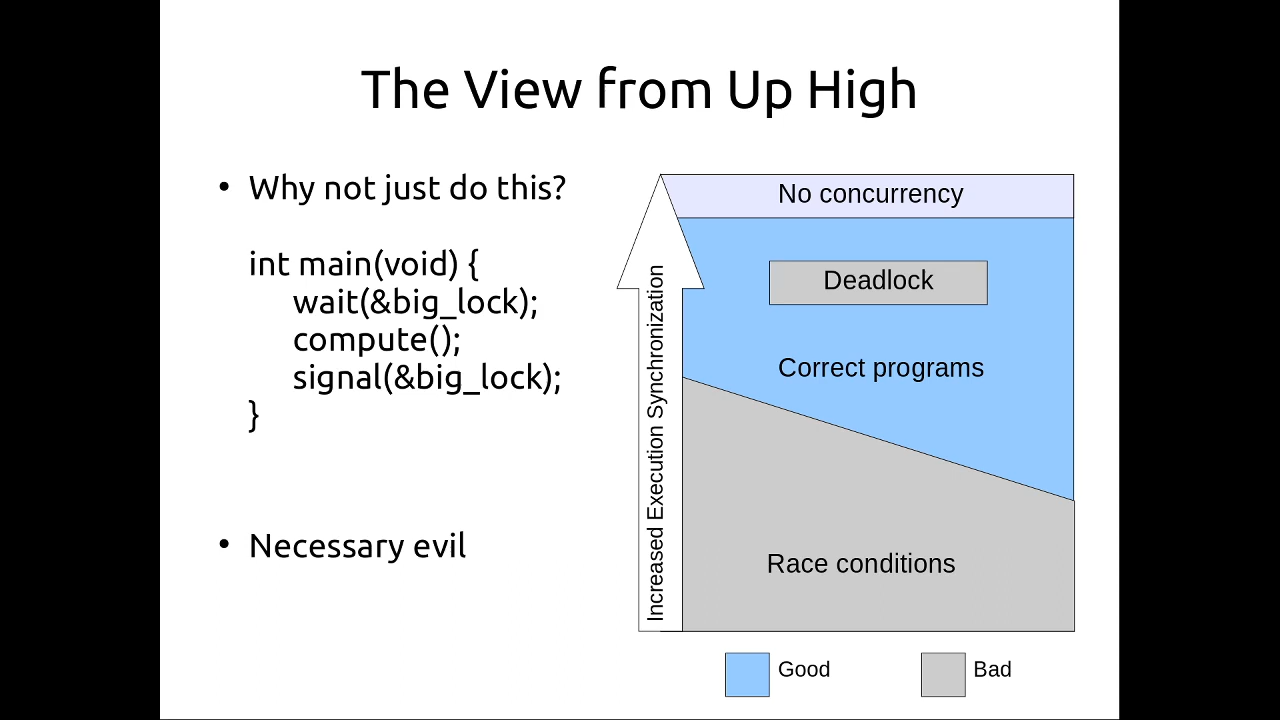 The View from Up High
• Why not just do this?
int main(void) {
wait(&big_lock);
compute();
signal(&big_lock);
}
• Necessary evil
Increased Execution Synchronization
No concurrency
Deadlock
Correct programs
Race conditions
Good
Bad